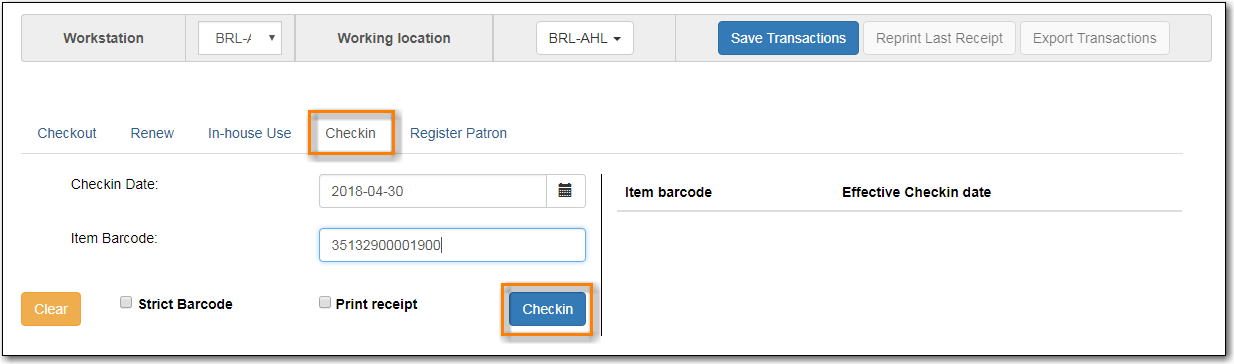 Workstation BRL-A Working location BRL-AHL Save Transactions Reprint Last Receipt Export Transactions
Checkout Renew In-house Use Checkin Register Patron
Checkin Date: 2018-04-30 Item barcode Effective Checkin date
Item Barcode: 35132900001900
Clear Strict Barcode Print receipt Checkin